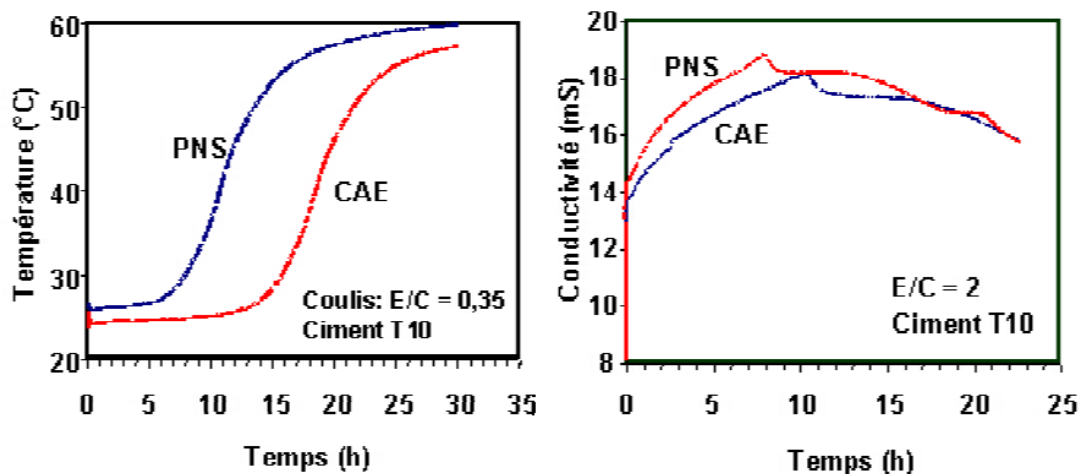 Température (°C)
60
50
40
30
20
PNS
CAE
Coulis: E/C = 0,35
Ciment T10
0 5 10 15 20 25 30 35
Temps (h)
Conductivité (mS)
20
18
16
14
12
10
8
PNS
CAE
E/C = 2
Ciment T10
0 5 10 15 20 25
Temps (h)